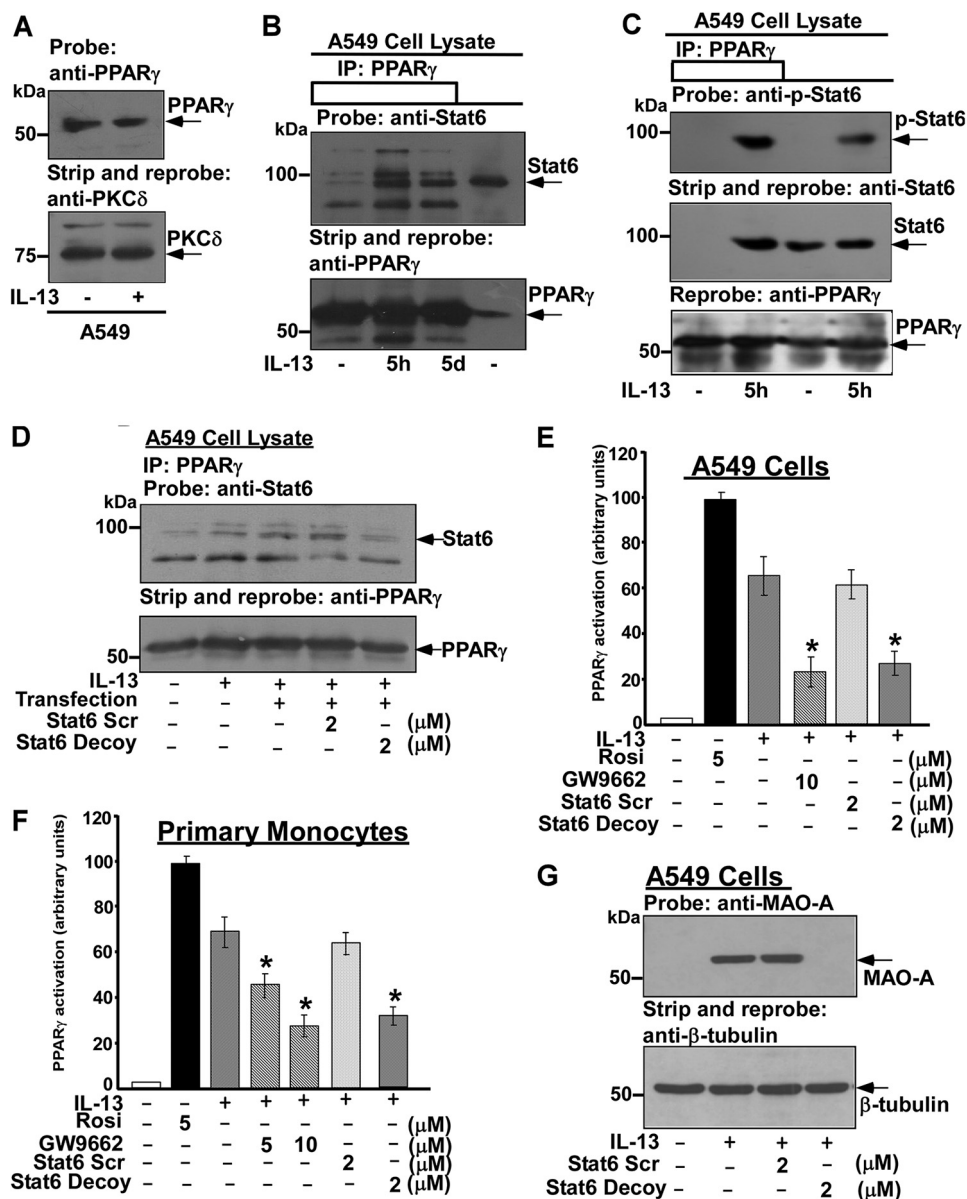 A
Probe:
anti-PPARγ
kDa
PPARγ
50
Strip and reprobe:
anti-PKCδ
PKCδ
75
IL-13 - +
A549
B
A549 Cell Lysate
IP: PPARγ
Probe: anti-Stat6
kDa
Stat6
100
Strip and reprobe:
anti-PPARγ
PPARγ
50
IL-13 - 5h 5d -
C
A549 Cell Lysate
IP: PPARγ
Probe: anti-p-Stat6
kDa
p-Stat6
100
Strip and reprobe: anti-Stat6
Stat6
100
Reprobe: anti-PPARγ
PPARγ
50
IL-13 - 5h - 5h
D
A549 Cell Lysate
IP: PPARγ
Probe: anti-Stat6
kDa
100
Stat6
Strip and reprobe: anti-PPARγ
PPARγ
50
IL-13 – + + + +
Transfection – – + + +
Stat6 Scr – – – 2 – (μM)
Stat6 Decoy – – – – 2 (μM)
E
A549 Cells
PPARγ activation (arbitrary units)
120
100
80
60
40
20
0
* *
IL-13 – – + + + +
Rosi – 5 – – – – (μM)
GW9662 – – – 10 – – (μM)
Stat6 Scr – – – – 2 – (μM)
Stat6 Decoy – – – – – 2 (μM)
F
Primary Monocytes
PPARγ activation (arbitrary units)
120
100
80
60
40
20
0
* * *
IL-13 – – + + + + +
Rosi – 5 – – – – – (μM)
GW9662 – – – 5 10 – – (μM)
Stat6 Scr – – – – – 2 – (μM)
Stat6 Decoy – – – – – – 2 (μM)
G
A549 Cells
Probe: anti-MAO-A
kDa
50
MAO-A
Strip and reprobe:
anti-β-tubulin
50
β-tubulin
IL-13 – + + +
Stat6 Scr – – 2 – (μM)
Stat6 Decoy – – – 2 (μM)